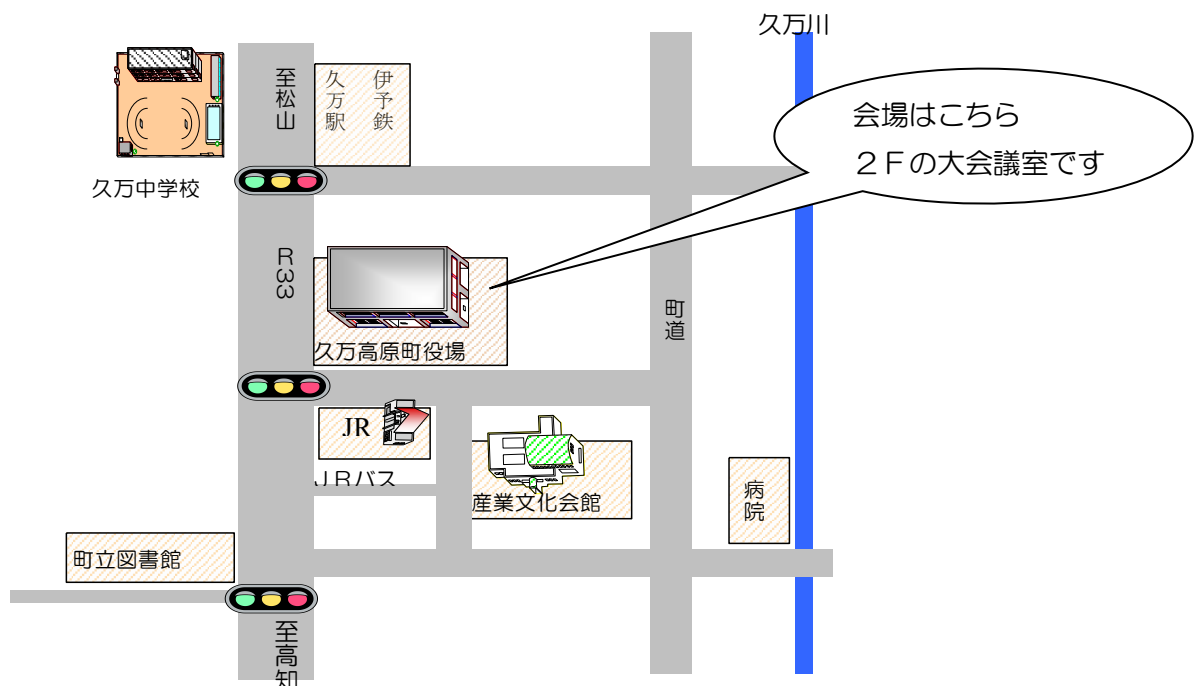 久万川
会場はこちら
２Ｆの大会議室です
至松山
伊予鉄
久万駅
久万中学校
R33
町道
久万高原町役場
JR
ＪＲバス
産業文化会館
病院
町立図書館
至高知